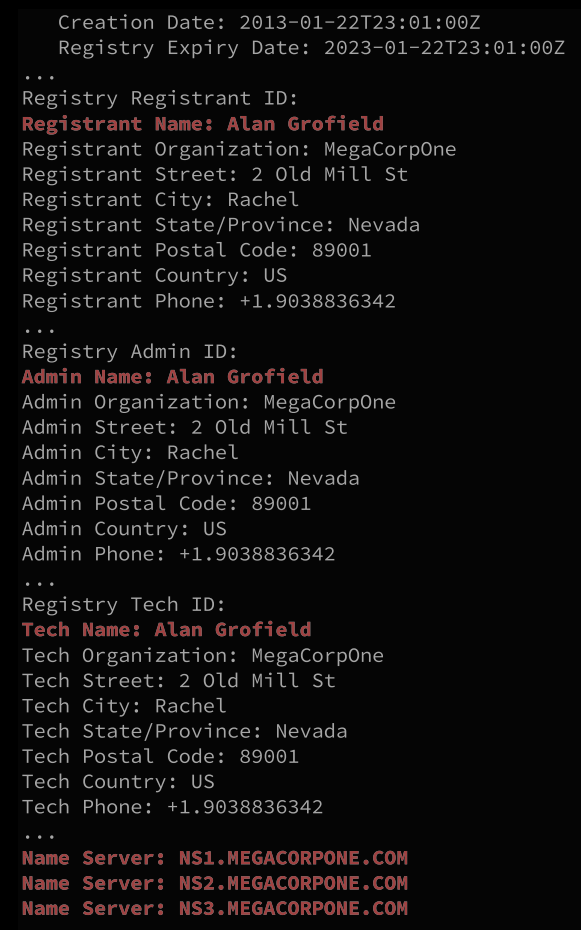 Creation Date: 2013-01-22T23:01:00Z
Registry Expiry Date: 2023-01-22T23:01:00Z
...
Registry Registrant ID:
Registrant Name: Alan Grofield
Registrant Organization: MegaCorpOne
Registrant Street: 2 Old Mill St
Registrant City: Rachel
Registrant State/Province: Nevada
Registrant Postal Code: 89001
Registrant Country: US
Registrant Phone: +1.9038836342
...
Registry Admin ID:
Admin Name: Alan Grofield
Admin Organization: MegaCorpOne
Admin Street: 2 Old Mill St
Admin City: Rachel
Admin State/Province: Nevada
Admin Postal Code: 89001
Admin Country: US
Admin Phone: +1.9038836342
...
Registry Tech ID:
Tech Name: Alan Grofield
Tech Organization: MegaCorpOne
Tech Street: 2 Old Mill St
Tech City: Rachel
Tech State/Province: Nevada
Tech Postal Code: 89001
Tech Country: US
Tech Phone: +1.9038836342
...
Name Server: NS1.MEGACORPONE.COM
Name Server: NS2.MEGACORPONE.COM
Name Server: NS3.MEGACORPONE.COM